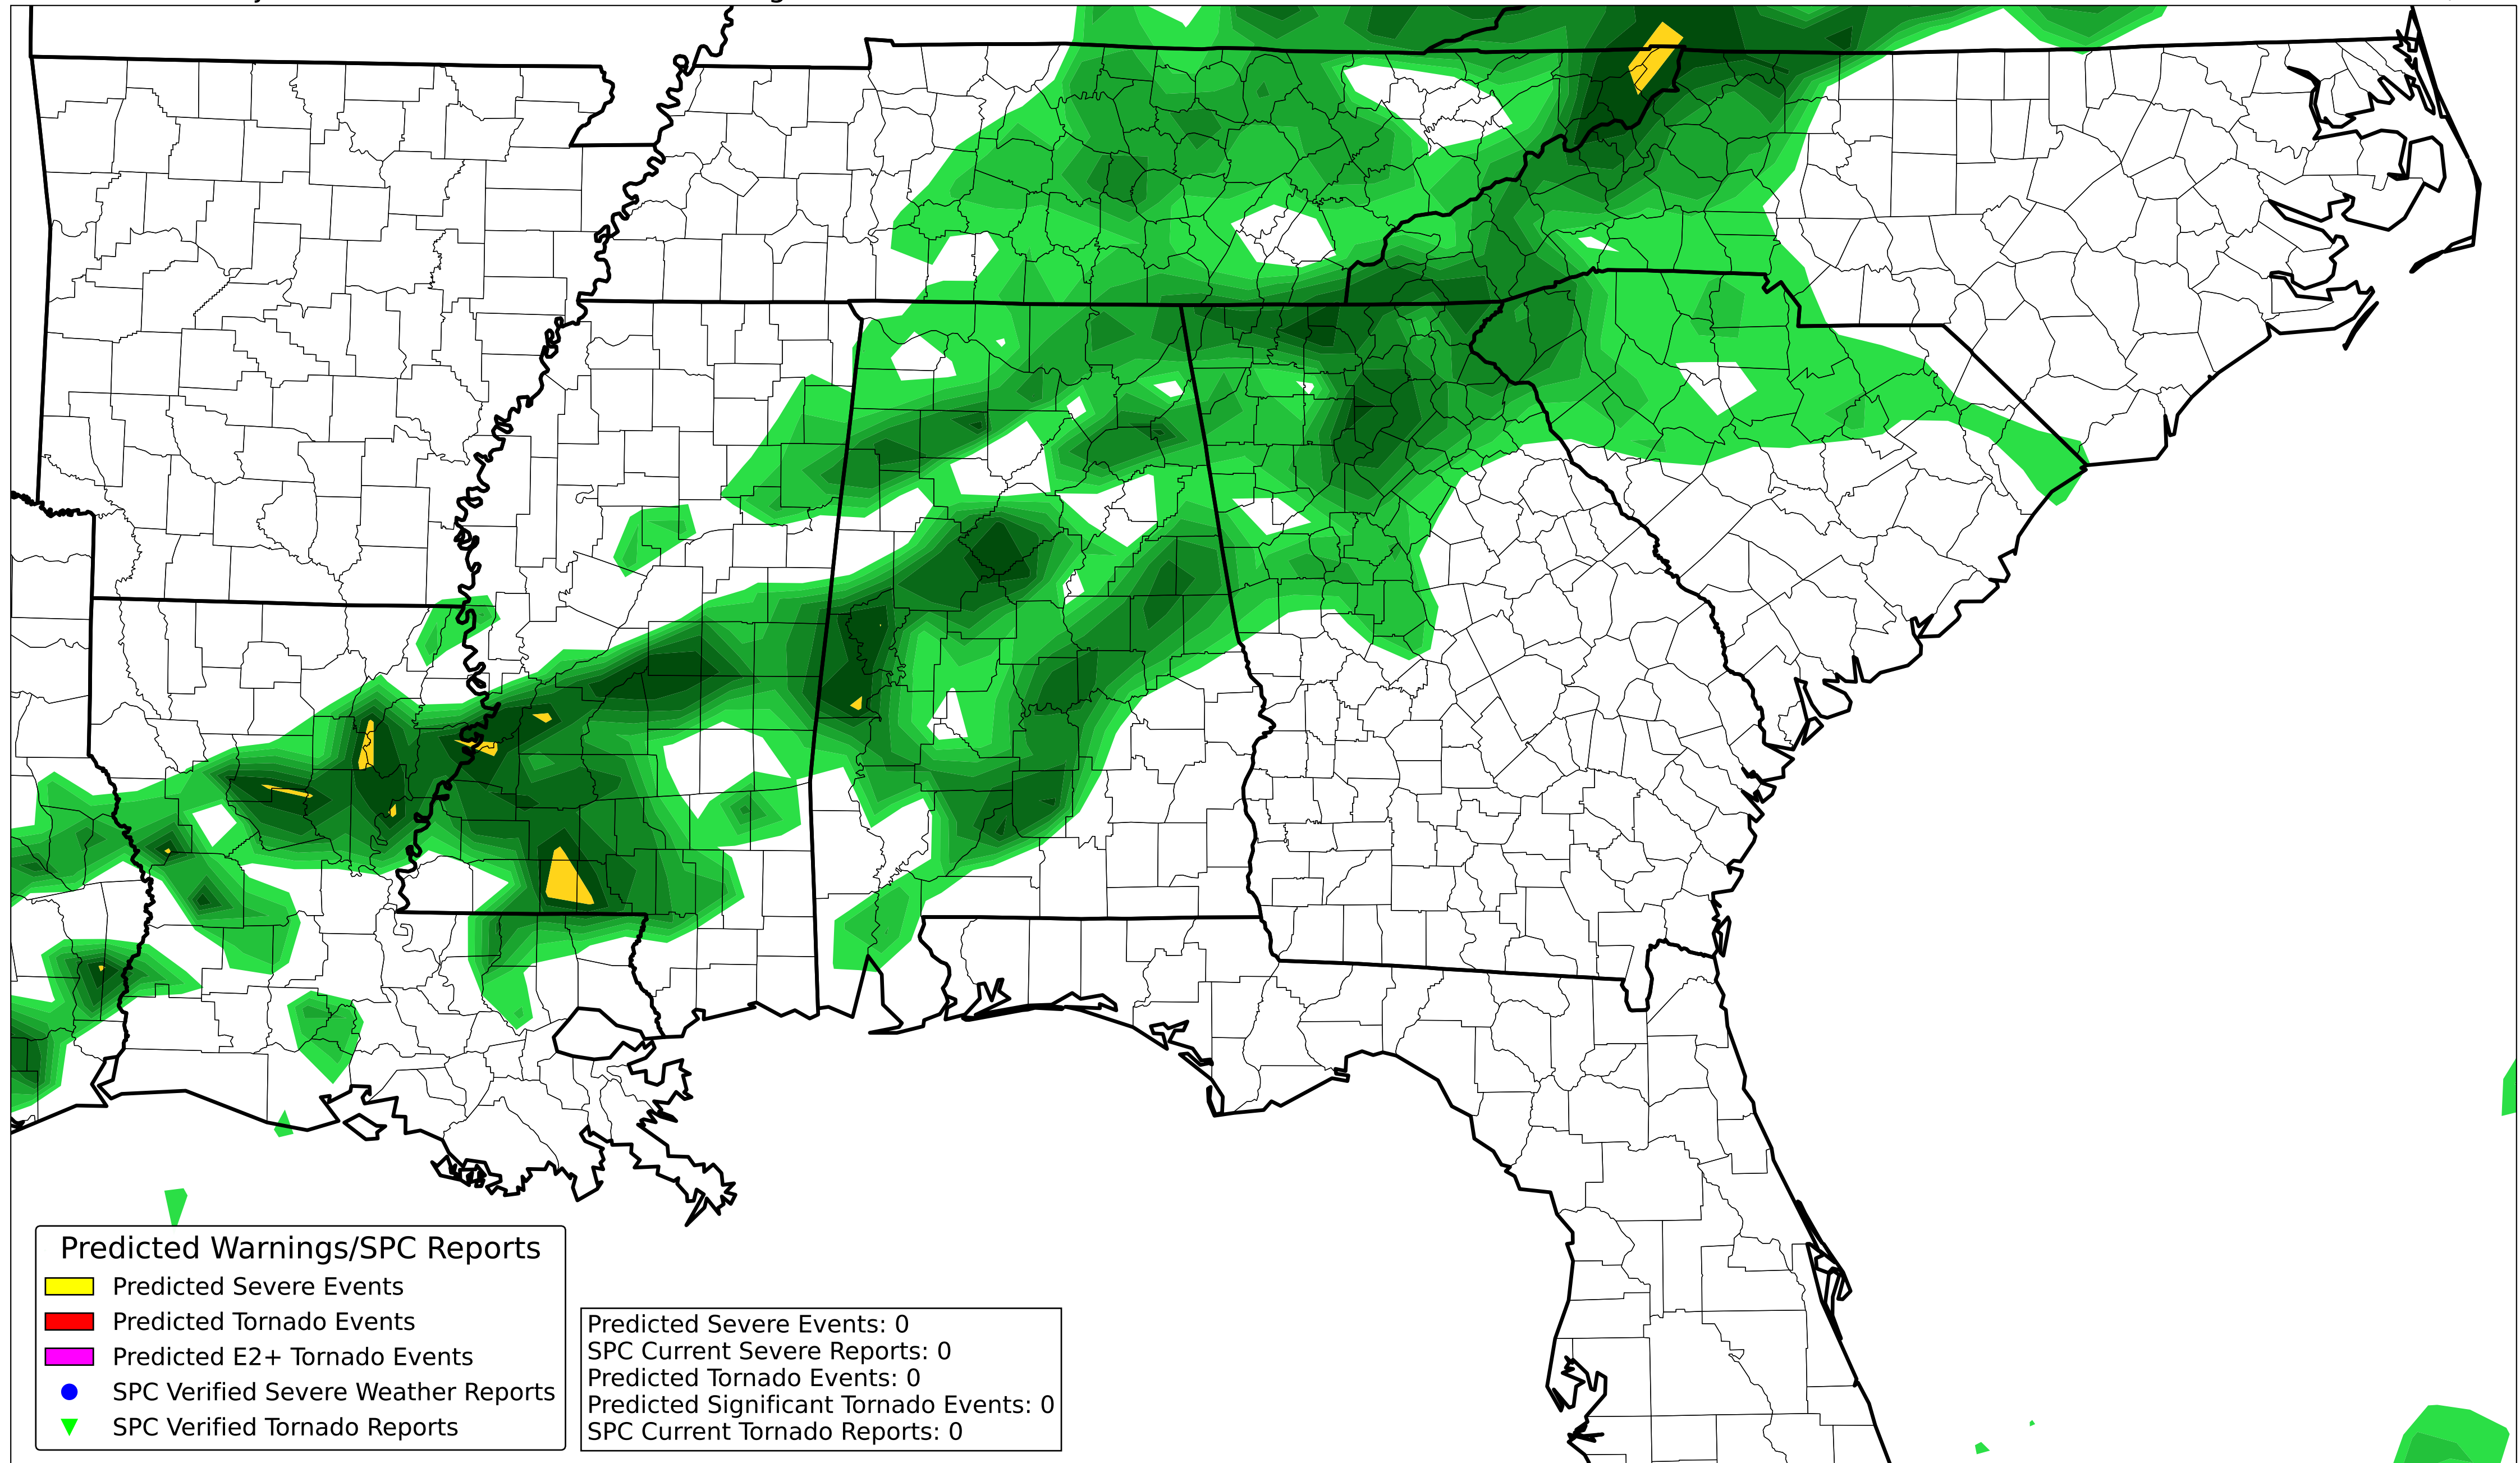 Predicted Warnings/SPC Reports
Predicted Severe Events
Predicted Tornado Events
Predicted E2+ Tornado Events
SPC Verified Severe Weather Reports
SPC Verified Tornado Reports
Predicted Severe Events: 0
SPC Current Severe Reports: 0
Predicted Tornado Events: 0
Predicted Significant Tornado Events: 0
SPC Current Tornado Reports: 0